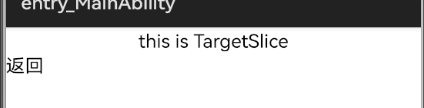 entry_MainAbility
this is TargetSlice
返回